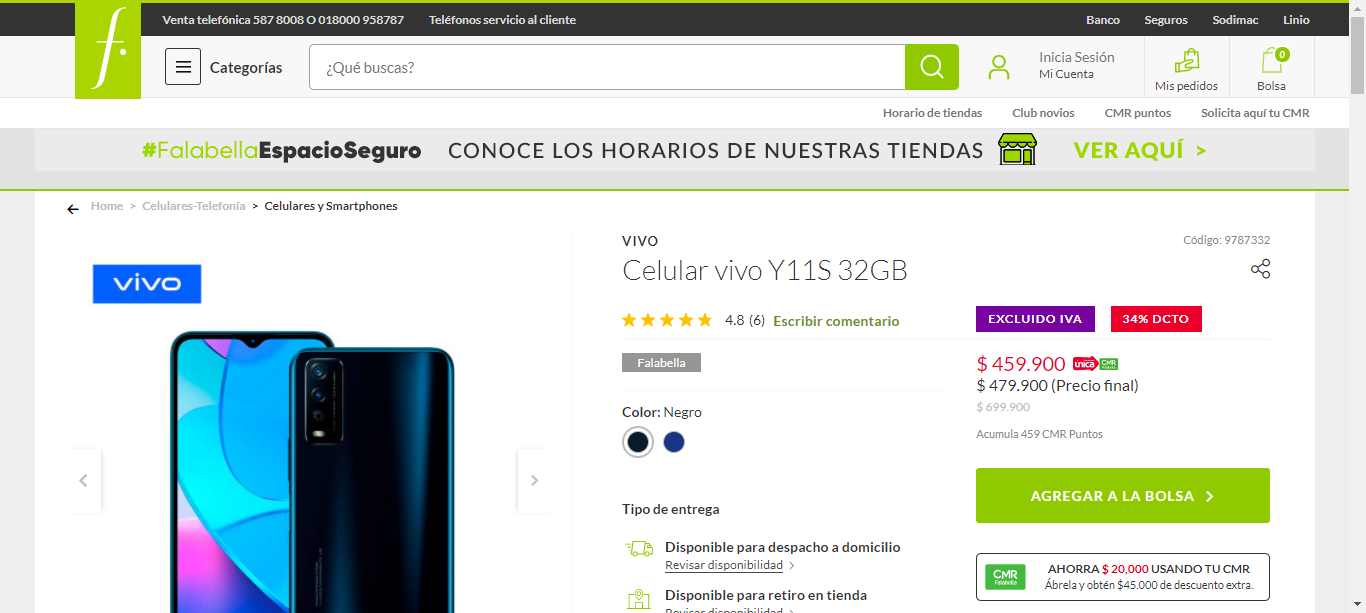 f.
Venta telefónica 587 8008 O 018000 958787
Teléfonos servicio al cliente
Banco
Seguros
Sodimac
Linio
Categorías
¿Qué buscas?
Inicia Sesión
Mi Cuenta
Mis pedidos
0
Bolsa
Horario de tiendas
Club novios
CMR puntos
Solicita aquí tu CMR
#FalabellaEspacioSeguro CONOCE LOS HORARIOS DE NUESTRAS TIENDAS VER AQUÍ >
Home > Celulares-Telefonía > Celulares y Smartphones
vivo
VIVO
Código: 9787332
Celular vivo Y11S 32GB
4.8 (6) Escribir comentario
Falabella
EXCLUIDO IVA
34% DCTO
$ 459.900 única CMR
$ 479.900 (Precio final)
$ 699.900
Acumula 459 CMR Puntos
Color: Negro
AGREGAR A LA BOLSA >
Tipo de entrega
Disponible para despacho a domicilio
Revisar disponibilidad >
Disponible para retiro en tienda
Revisar disponibilidad >
CMR
Falabella
AHORRA $ 20,000 USANDO TU CMR
Ábrela y obtén $45.000 de descuento extra.